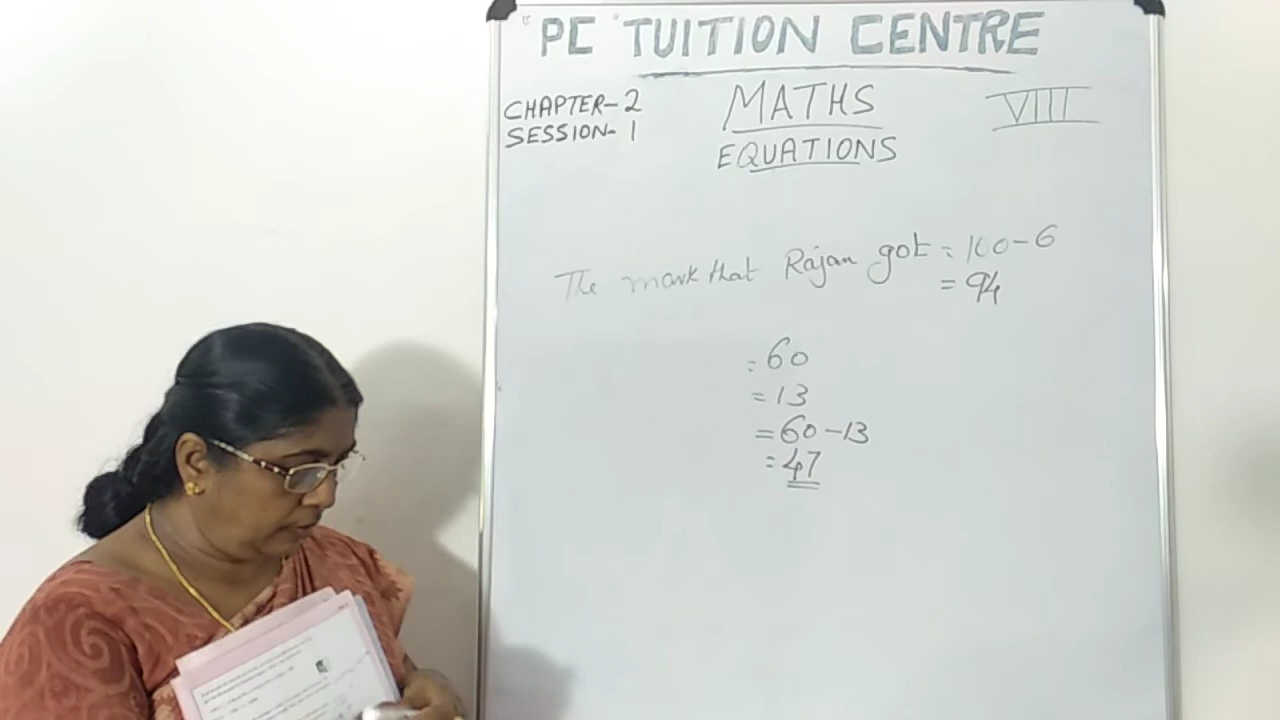 "PC" TUITION CENTRE
CHAPTER-2
SESSION-1
MATHS
EQUATIONS
VIII
The mark that Rajan got = 100-6
= 94
= 60
= 13
= 60-13
= 47